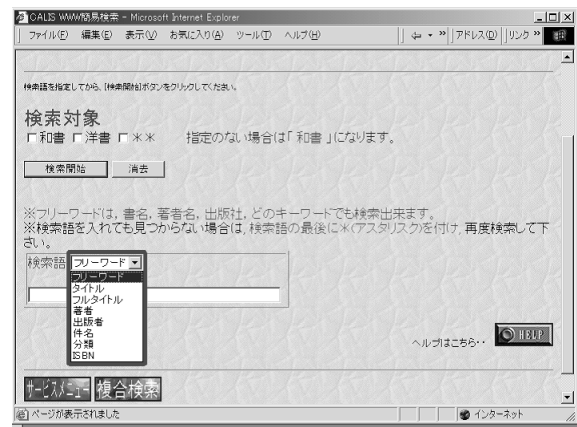 CALIS WWW簡易検索 - Microsoft Internet Explorer
ファイル(F) 編集(E) 表示(V) お気に入り(A) ツール(T) ヘルプ(H) » アドレス(D) リンク »
検索語を指定してから、[検索開始]ボタンをクリックしてください。
検索対象
和書 洋書 ** 指定のない場合は「和書」になります。
検索開始 消去
※フリーワードは, 書名, 著者名, 出版社, どのキーワードでも検索出来ます。
※検索語を入れても見つからない場合は, 検索語の最後に*(アスタリスク)を付け, 再度検索して下
さい。
検索語 フリーワード
フリーワード
タイトル
フルタイトル
著者
出版者
件名
分類
ISBN
ヘルプはこちら・・ HELP
サービスメニュー 複合検索
ページが表示されました インターネット